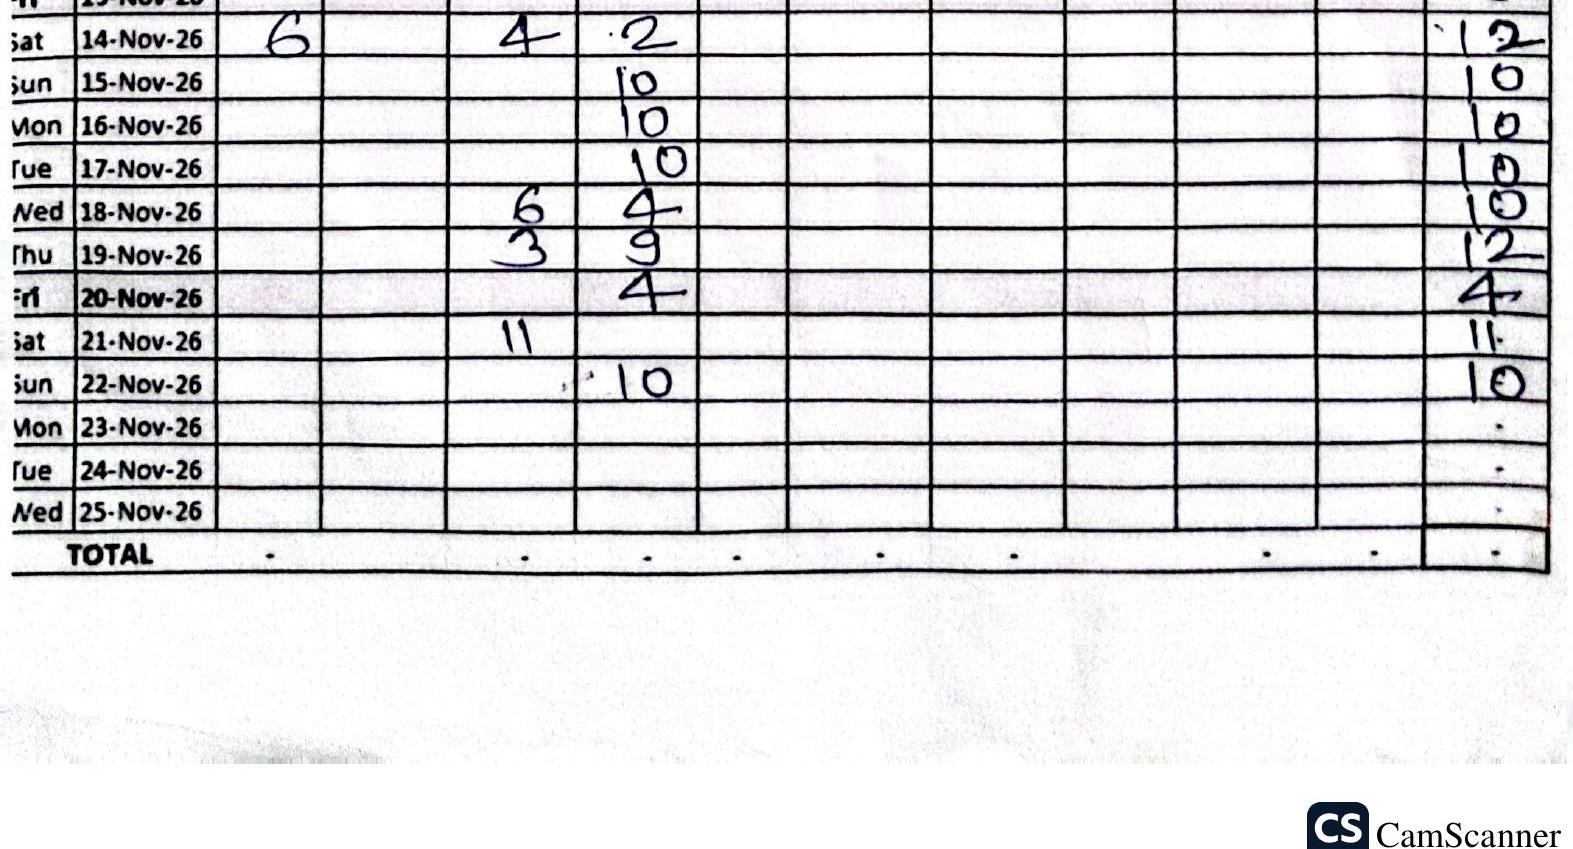 Sat 14-Nov-26 6 4 2 12
Sun 15-Nov-26 10 10
Mon 16-Nov-26 10 10
Tue 17-Nov-26 10 10
Wed 18-Nov-26 6 4 10
Thu 19-Nov-26 3 9 12
Fri 20-Nov-26 4 4
Sat 21-Nov-26 11 11
Sun 22-Nov-26 10 10
Mon 23-Nov-26 -
Tue 24-Nov-26 -
Wed 25-Nov-26 -
TOTAL - - - - - - - - -
CS CamScanner